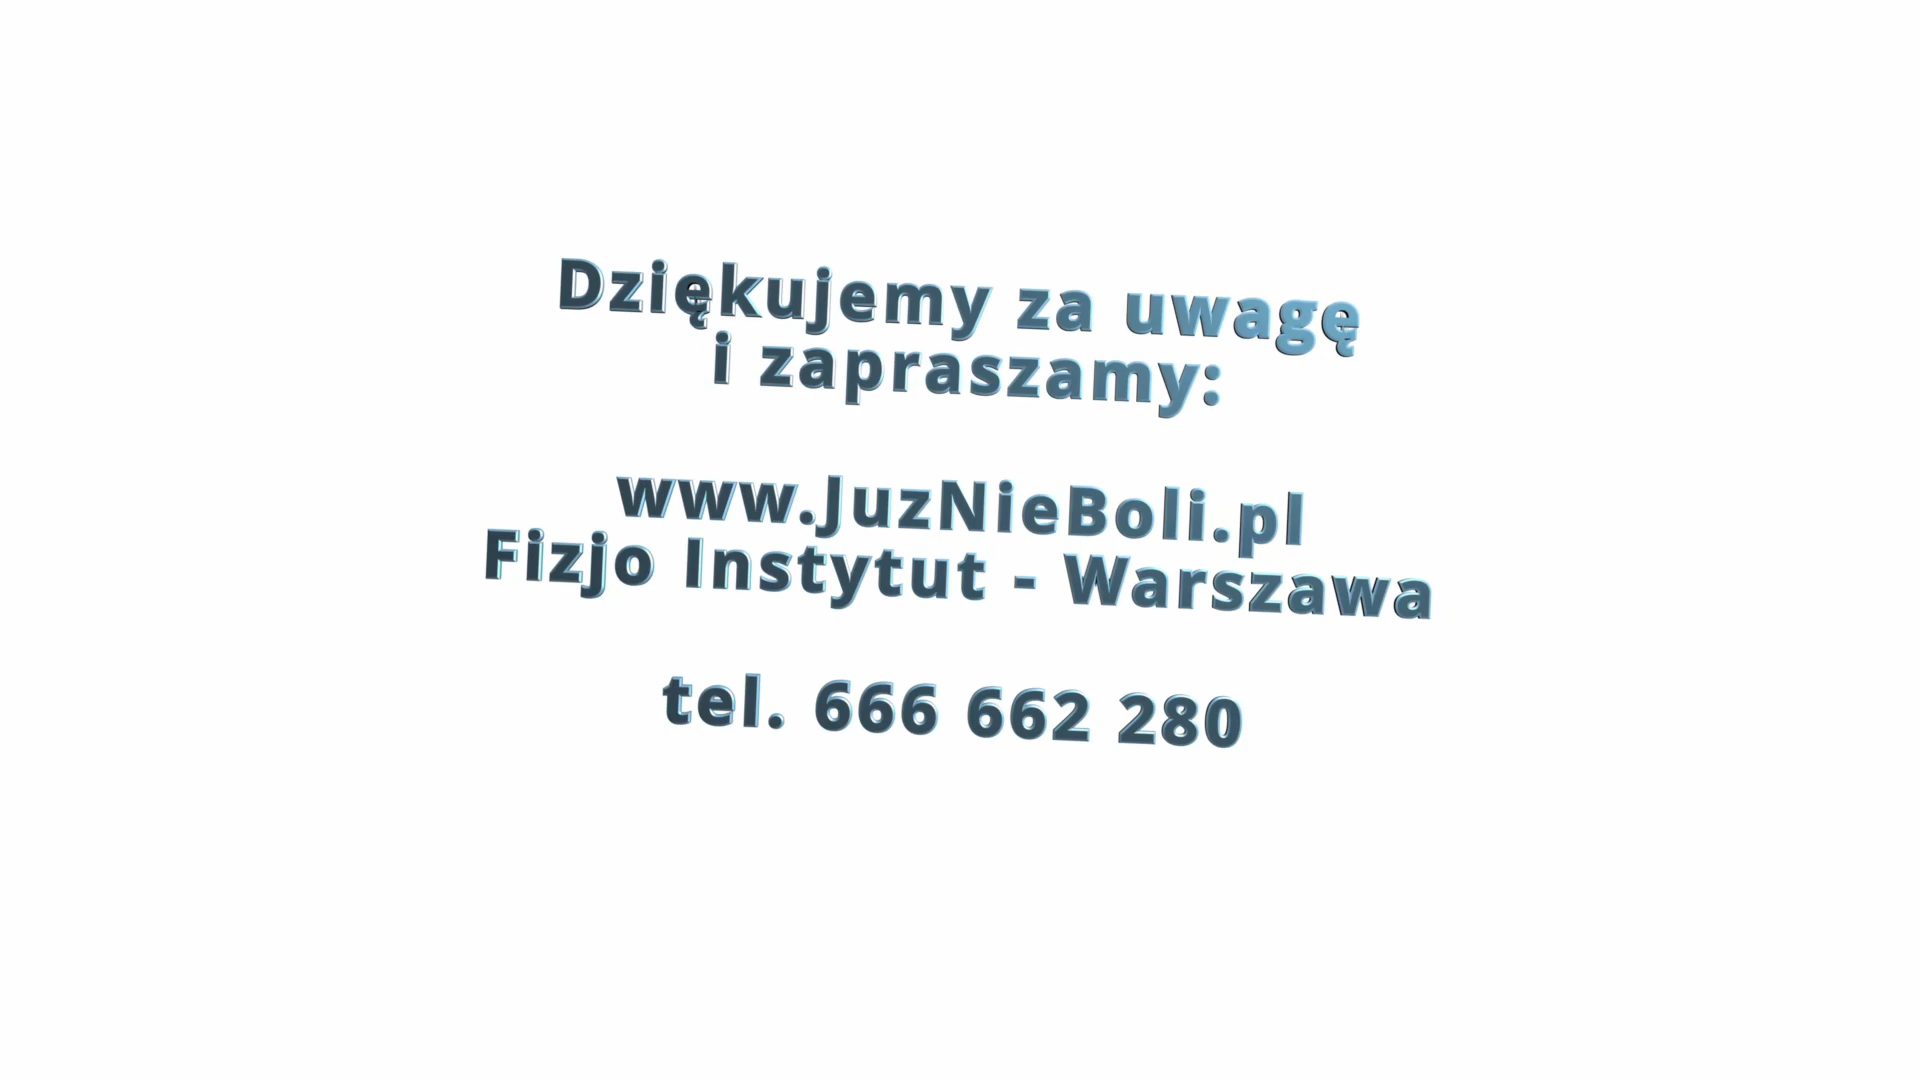 Dziękujemy za uwagę
i zapraszamy:
www.JuzNieBoli.pl
Fizjo Instytut - Warszawa
tel. 666 662 280